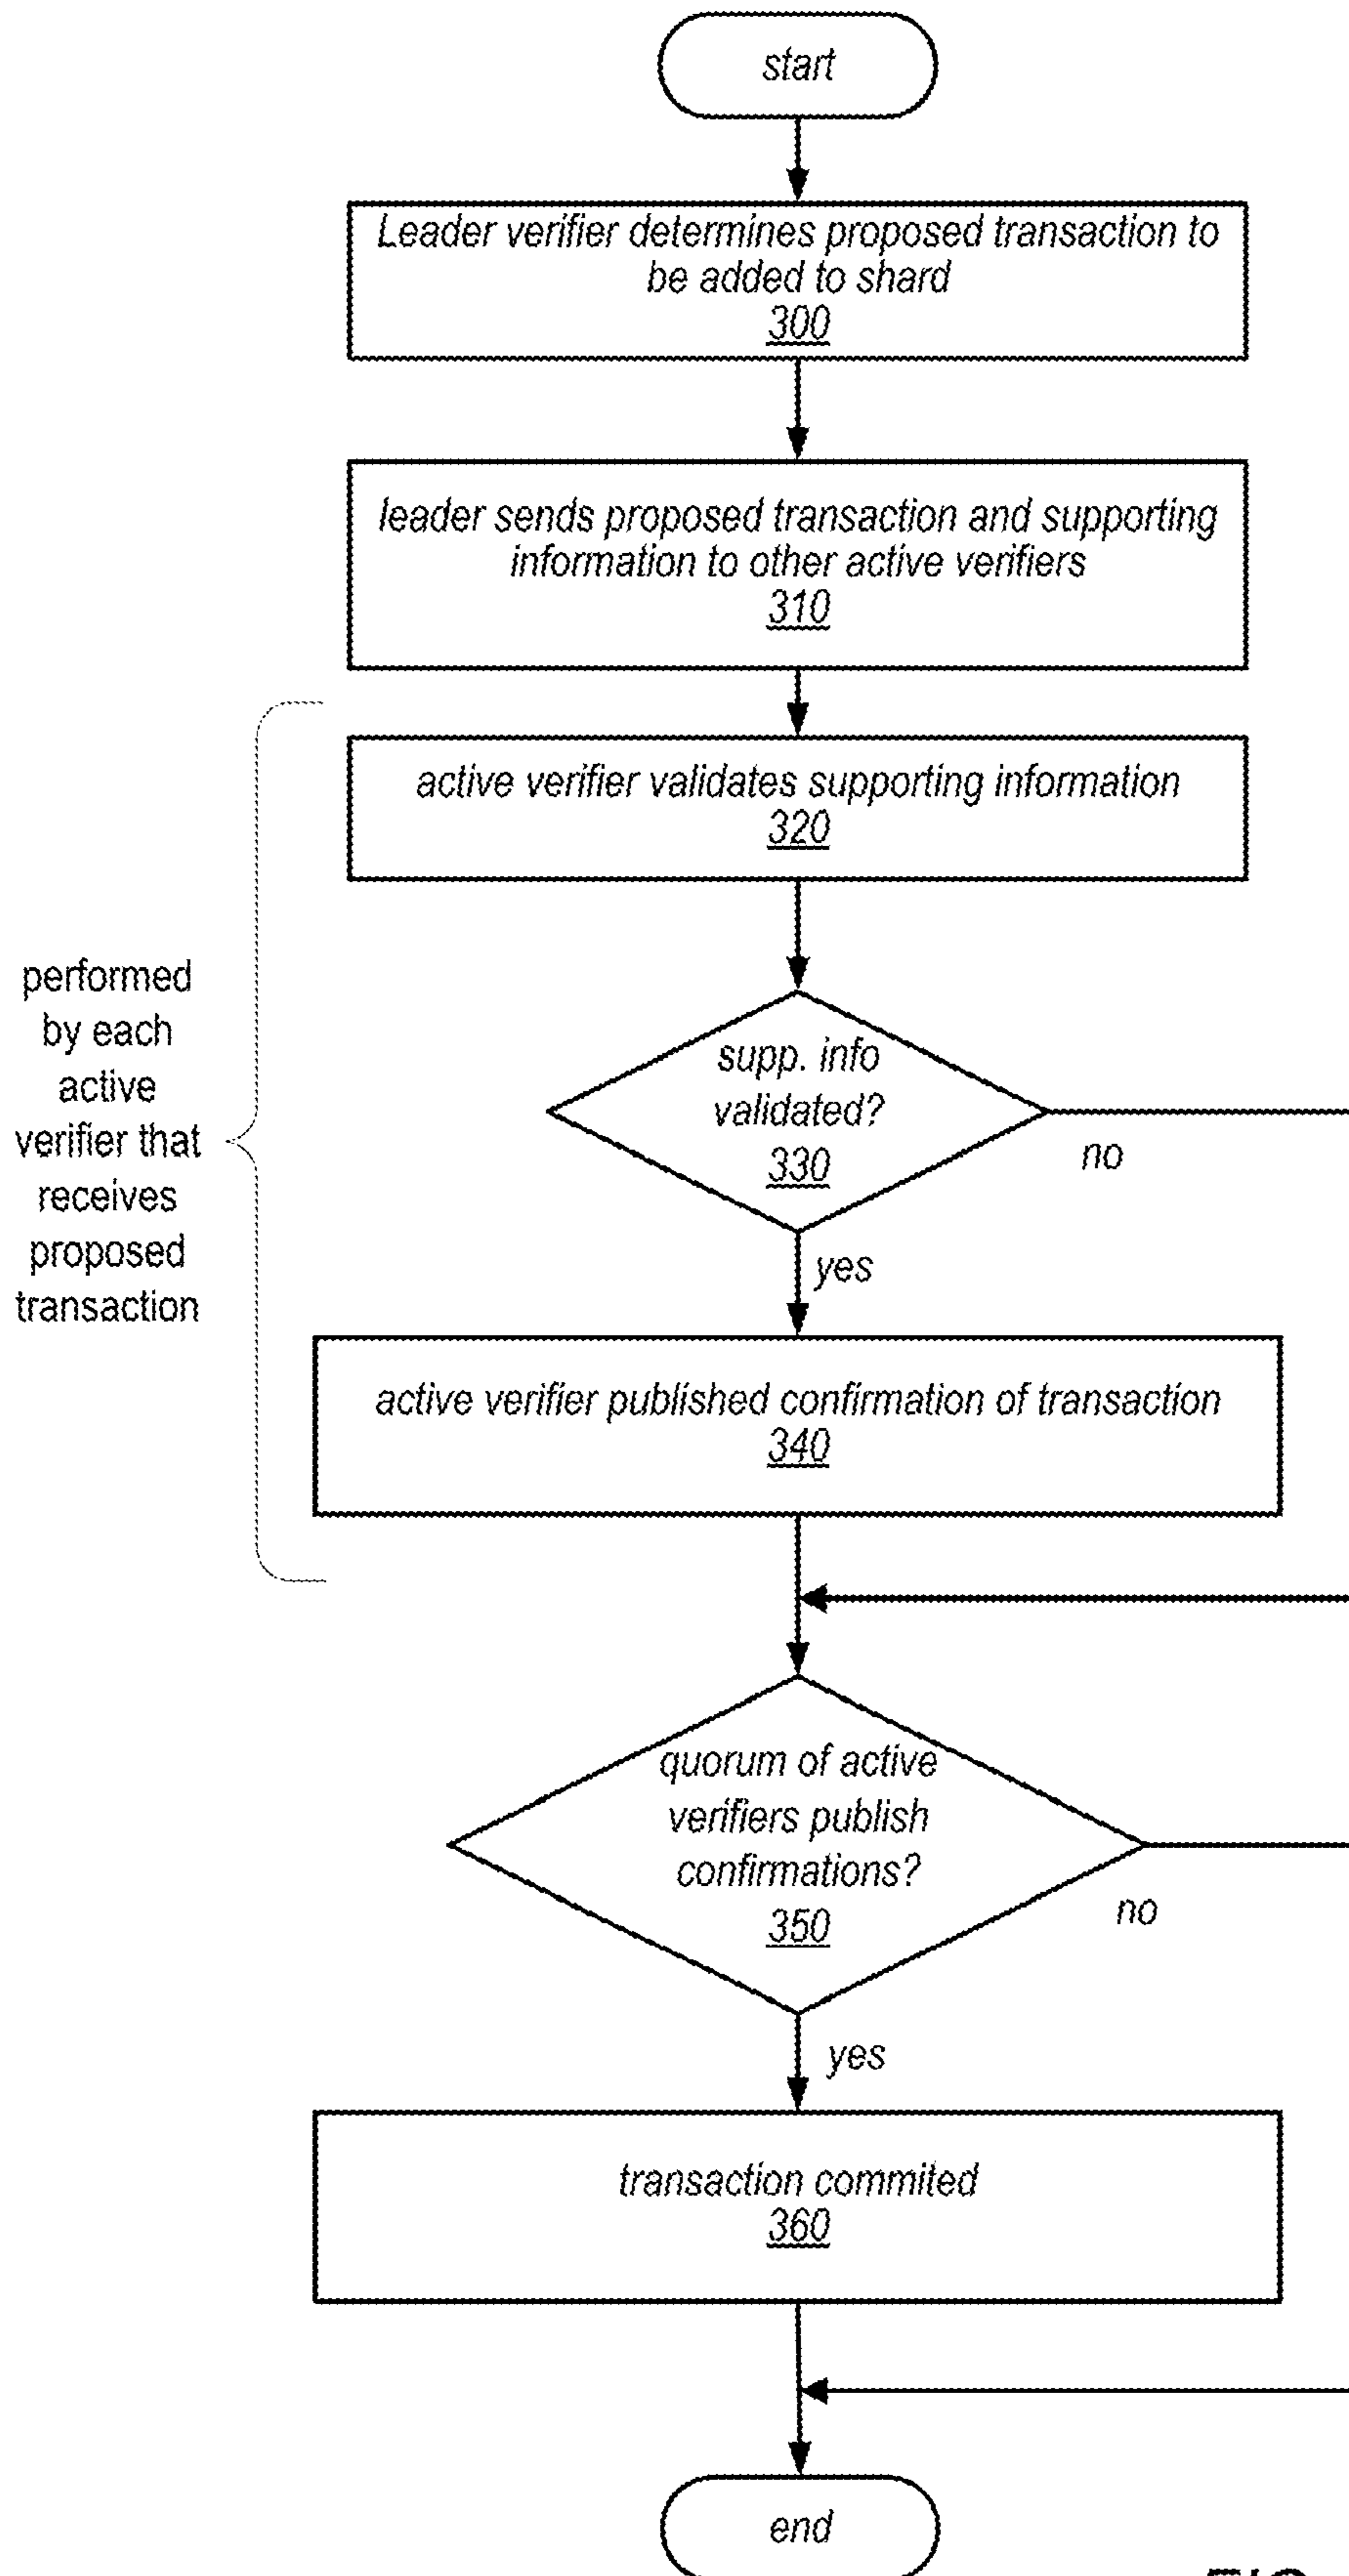 start
Leader verifier determines proposed transaction to
be added to shard
300
leader sends proposed transaction and supporting
information to other active verifiers
310
active verifier validates supporting information
320
performed
by each
active
verifier that
receives
proposed
transaction
supp. info
validated?
330
no
yes
active verifier published confirmation of transaction
340
quorum of active
verifiers publish
confirmations?
350
no
yes
transaction commited
360
end